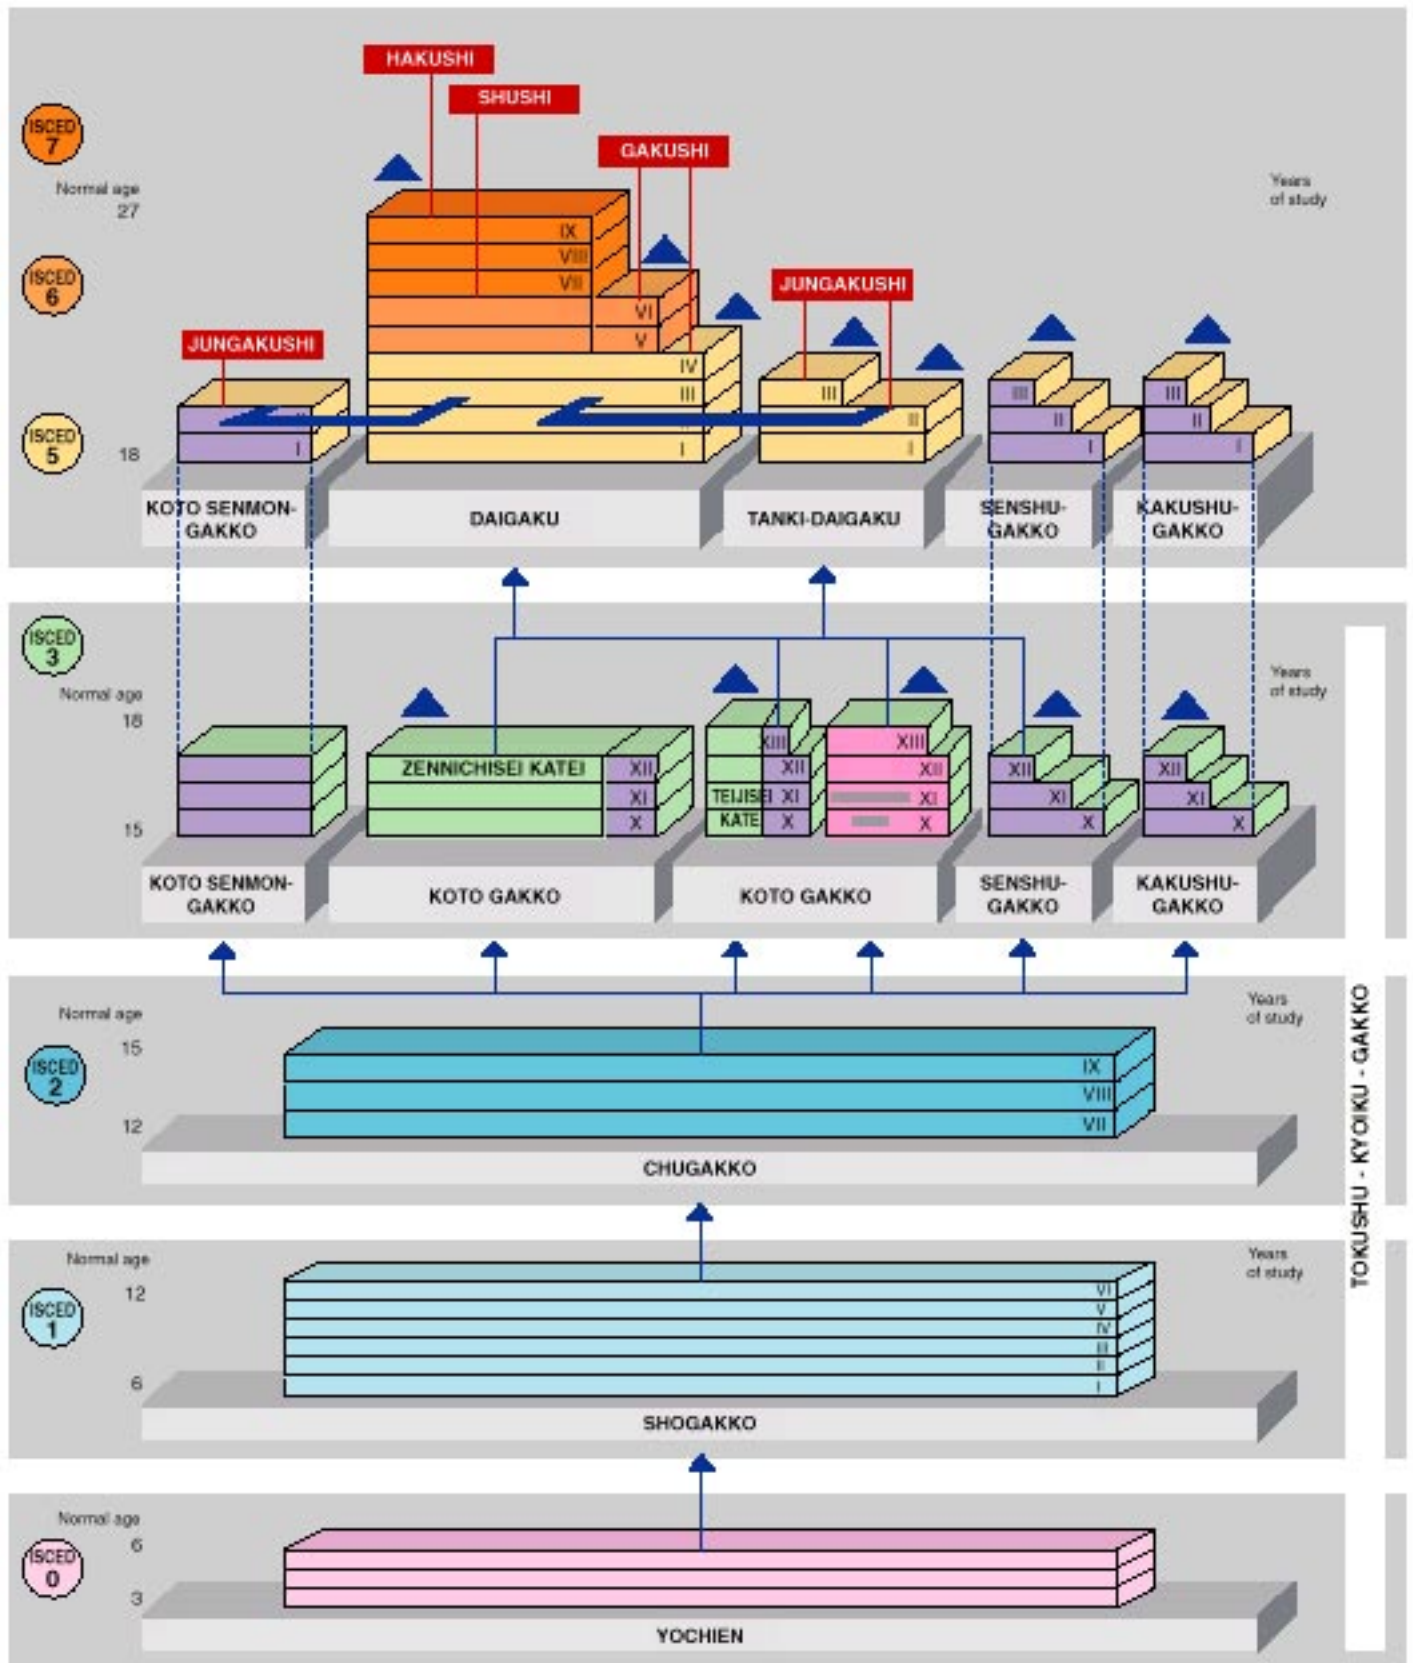 HAKUSHI
SHUSHI
ISCED
7
GAKUSHI
Normal age
27
Years
of study
IX
VIII
VII
ISCED
6
JUNGAKUSHI
VI
V
JUNGAKUSHI
IV
III
III
III
III
II
II
II
ISCED
5
18
I
I
I
I
I
KOTO SENMON-
GAKKO
DAIGAKU
TANKI-DAIGAKU
SENSHU-
GAKKO
KAKUSHU-
GAKKO
ISCED
3
Normal age
18
Years
of study
XIII
XIII
ZENNICHISEI KATEI
XII
XII
XII
XII
XII
XI
TEIJISEI
XI
XI
XI
XI
15
X
KATE
X
X
X
X
KOTO SENMON-
GAKKO
KOTO GAKKO
KOTO GAKKO
SENSHU-
GAKKO
KAKUSHU-
GAKKO
Normal age
15
Years
of study
ISCED
2
IX
VIII
VII
12
CHUGAKKO
TOKUSHU - KYOIKU - GAKKO
Normal age
12
Years
of study
ISCED
1
VI
V
IV
III
II
I
6
SHOGAKKO
Normal age
6
ISCED
0
3
YOCHIEN